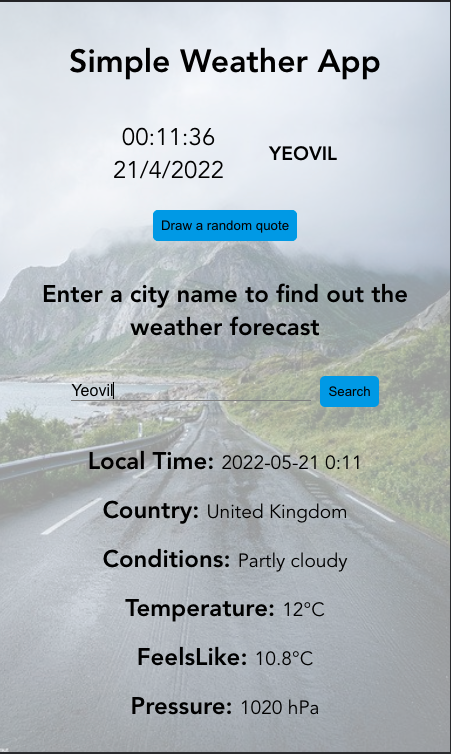 Simple Weather App
00:11:36
21/4/2022
YEOVIL
Draw a random quote
Enter a city name to find out the
weather forecast
Yeovil
Search
Local Time: 2022-05-21 0:11
Country: United Kingdom
Conditions: Partly cloudy
Temperature: 12°C
FeelsLike: 10.8°C
Pressure: 1020 hPa